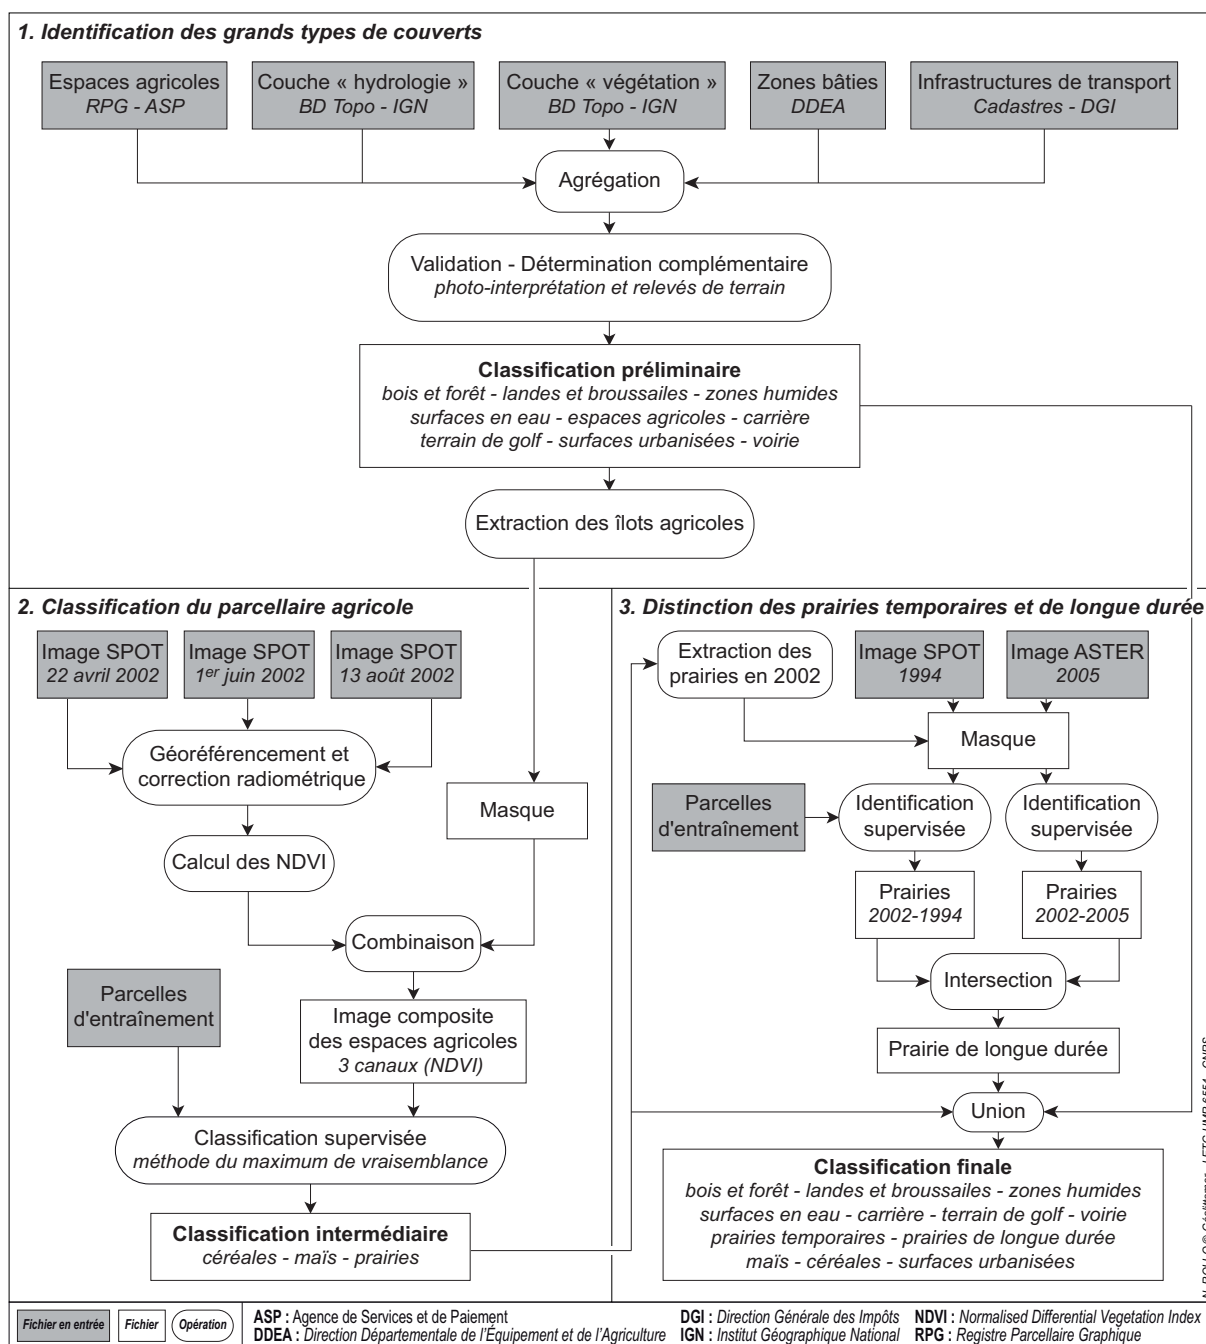 1. Identification des grands types de couverts
Espaces agricoles
RPG - ASP
Couche « hydrologie »
BD Topo - IGN
Couche « végétation »
BD Topo - IGN
Zones bâties
DDEA
Infrastructures de transport
Cadastres - DGI
Agrégation
Validation - Détermination complémentaire
photo-interprétation et relevés de terrain
Classification préliminaire
bois et forêt - landes et broussailes - zones humides
surfaces en eau - espaces agricoles - carrière
terrain de golf - surfaces urbanisées - voirie
Extraction des îlots agricoles
2. Classification du parcellaire agricole
Image SPOT
22 avril 2002
Image SPOT
1er juin 2002
Image SPOT
13 août 2002
Géoréférencement et
correction radiométrique
Calcul des NDVI
Masque
Combinaison
Parcelles
d'entraînement
Image composite
des espaces agricoles
3 canaux (NDVI)
Classification supervisée
méthode du maximum de vraisemblance
Classification intermédiaire
céréales - maïs - prairies
3. Distinction des prairies temporaires et de longue durée
Extraction des
prairies en 2002
Image SPOT
1994
Image ASTER
2005
Masque
Parcelles
d'entraînement
Identification
supervisée
Identification
supervisée
Prairies
2002-1994
Prairies
2002-2005
Intersection
Prairie de longue durée
Union
Classification finale
bois et forêt - landes et broussailes - zones humides
surfaces en eau - carrière - terrain de golf - voirie
prairies temporaires - prairies de longue durée
maïs - céréales - surfaces urbanisées
Fichier en entrée
Fichier
Opération
ASP : Agence de Services et de Paiement
DDEA : Direction Départementale de l'Équipement et de l'Agriculture
DGI : Direction Générale des Impôts
IGN : Institut Géographique National
NDVI : Normalised Differential Vegetation Index
RPG : Registre Parcellaire Graphique